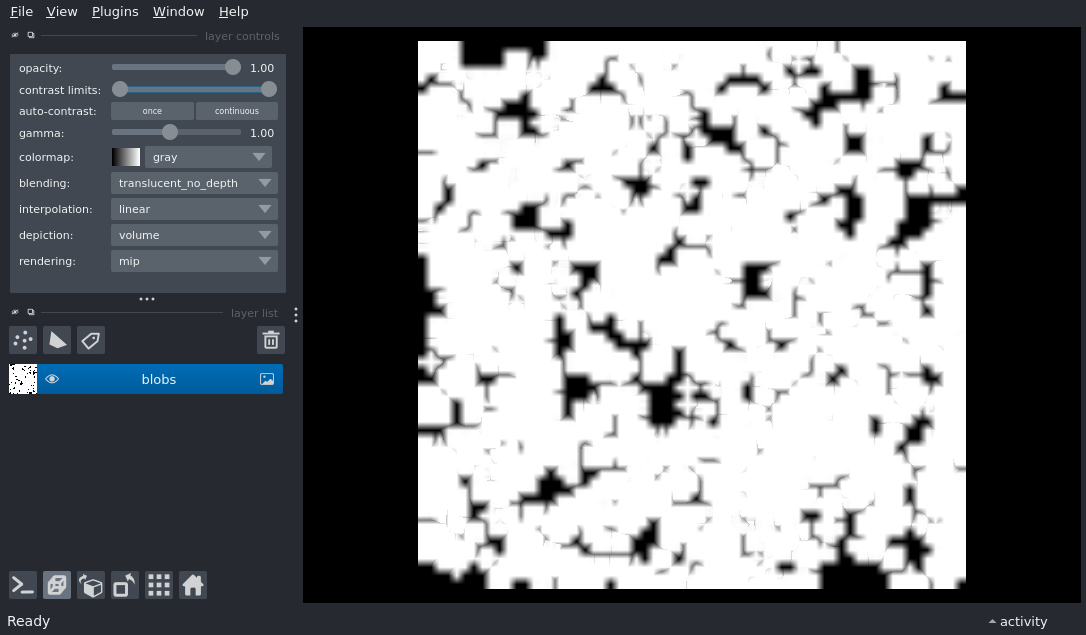 File View Plugins Window Help
layer controls
opacity: 1.00
contrast limits:
auto-contrast: once continuous
gamma: 1.00
colormap: gray
blending: translucent_no_depth
interpolation: linear
depiction: volume
rendering: mip
layer list
blobs
Ready activity